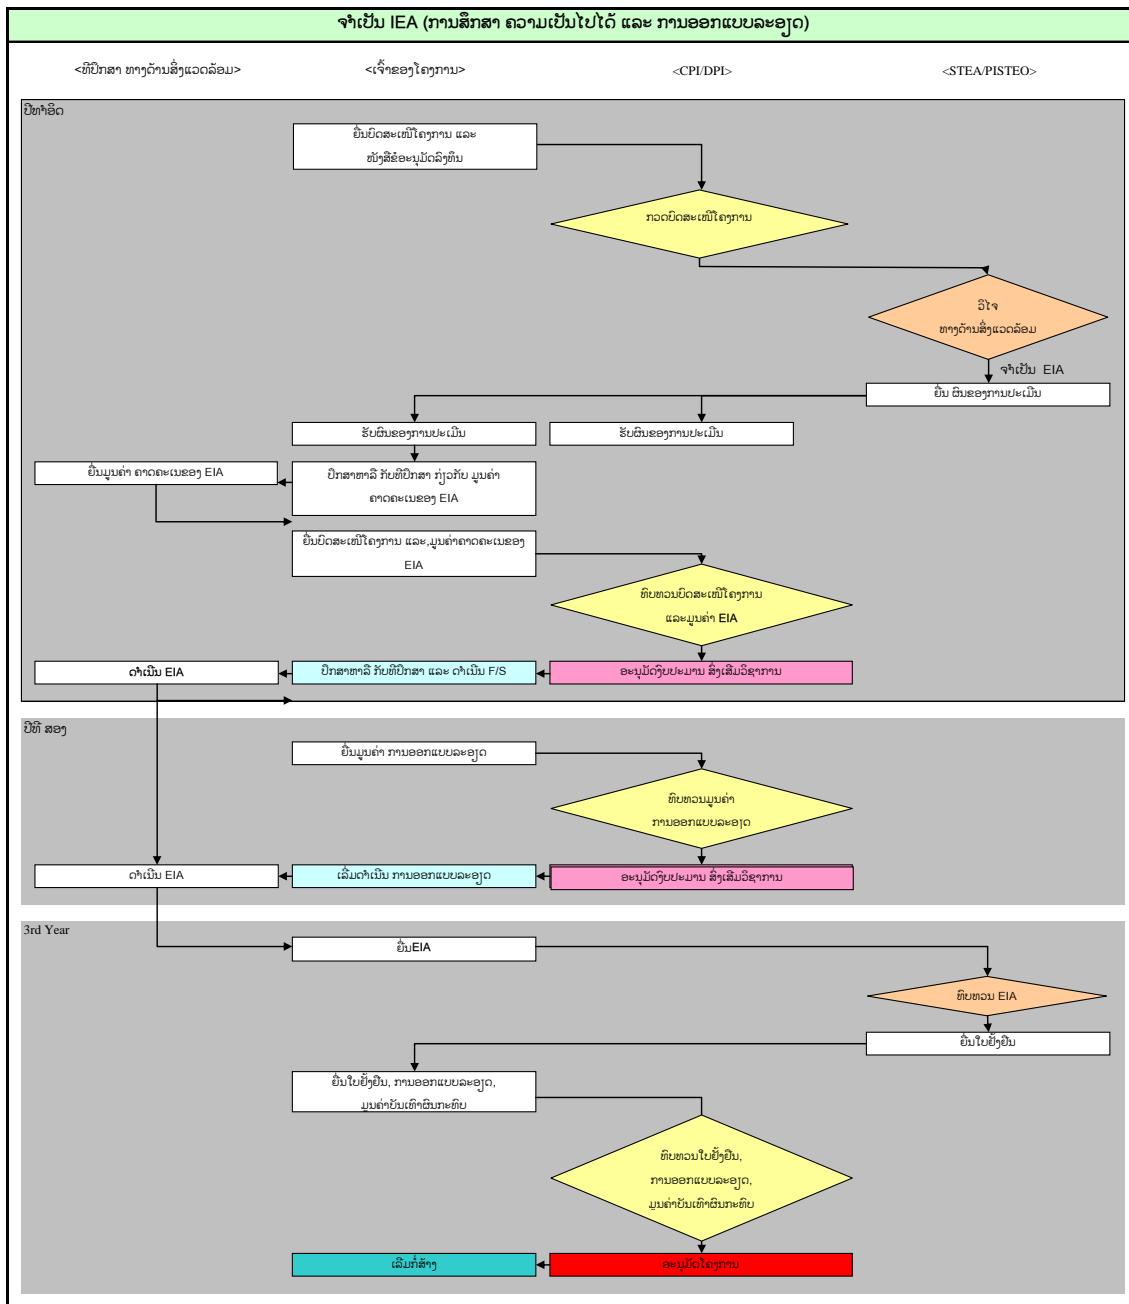 ຈຳເປັນ IEA (ການສຶກສາ ຄວາມເປັນໄປໄດ້ ແລະ ການອອກແບບລະອຽດ)
<ທີປຶກສາ ທາງດ້ານສິ່ງແວດລ້ອມ>
<ເຈົ້າຂອງໂຄງການ>
<CPI/DPI>
<STEA/PISTEO>
ປີທຳອິດ
ຍື່ນບົດສະເໜີໂຄງການ ແລະ
ໜັງສືຂໍອະນຸມັດລົງທຶນ
ກວດບົດສະເໜີໂຄງການ
ວິໄຈ
ທາງດ້ານສິ່ງແວດລ້ອມ
ຈຳເປັນ EIA
ຍື່ນ ຜົນຂອງການປະເມີນ
ຮັບຜົນຂອງການປະເມີນ
ຮັບຜົນຂອງການປະເມີນ
ຍື່ນມູນຄ່າ ຄາດຄະເນຂອງ EIA
ປຶກສາຫາລື ກັບທີປຶກສາ ກ່ຽວກັບ ມູນຄ່າ
ຄາດຄະເນຂອງ EIA
ຍື່ນບົດສະເໜີໂຄງການ ແລະ,ມູນຄ່າຄາດຄະເນຂອງ
EIA
ທົບທວນບົດສະເໜີໂຄງການ
ແລະມູນຄ່າ EIA
ດຳເນີນ EIA
ປຶກສາຫາລື ກັບທີປຶກສາ ແລະ ດຳເນີນ F/S
ອະນຸມັດງົບປະມານ ສົ່ງເສີມວິຊາການ
ປີທີ ສອງ
ຍື່ນມູນຄ່າ ການອອກແບບລະອຽດ
ທົບທວນມູນຄ່າ
ການອອກແບບລະອຽດ
ດຳເນີນ EIA
ເລີ່ມດຳເນີນ ການອອກແບບລະອຽດ
ອະນຸມັດງົບປະມານ ສົ່ງເສີມວິຊາການ
3rd Year
ຍື່ນEIA
ທົບທວນ EIA
ຍື່ນໃບຢັ້ງຢືນ
ຍື່ນໃບຢັ້ງຢືນ, ການອອກແບບລະອຽດ,
ມູນຄ່າບັນເທົາຜົນກະທົບ
ທົບທວນໃບຢັ້ງຢືນ,
ການອອກແບບລະອຽດ,
ມູນຄ່າບັນເທົາຜົນກະທົບ
ເລີ່ມກໍ່ສ້າງ
ອະນຸມັດໂຄງການ